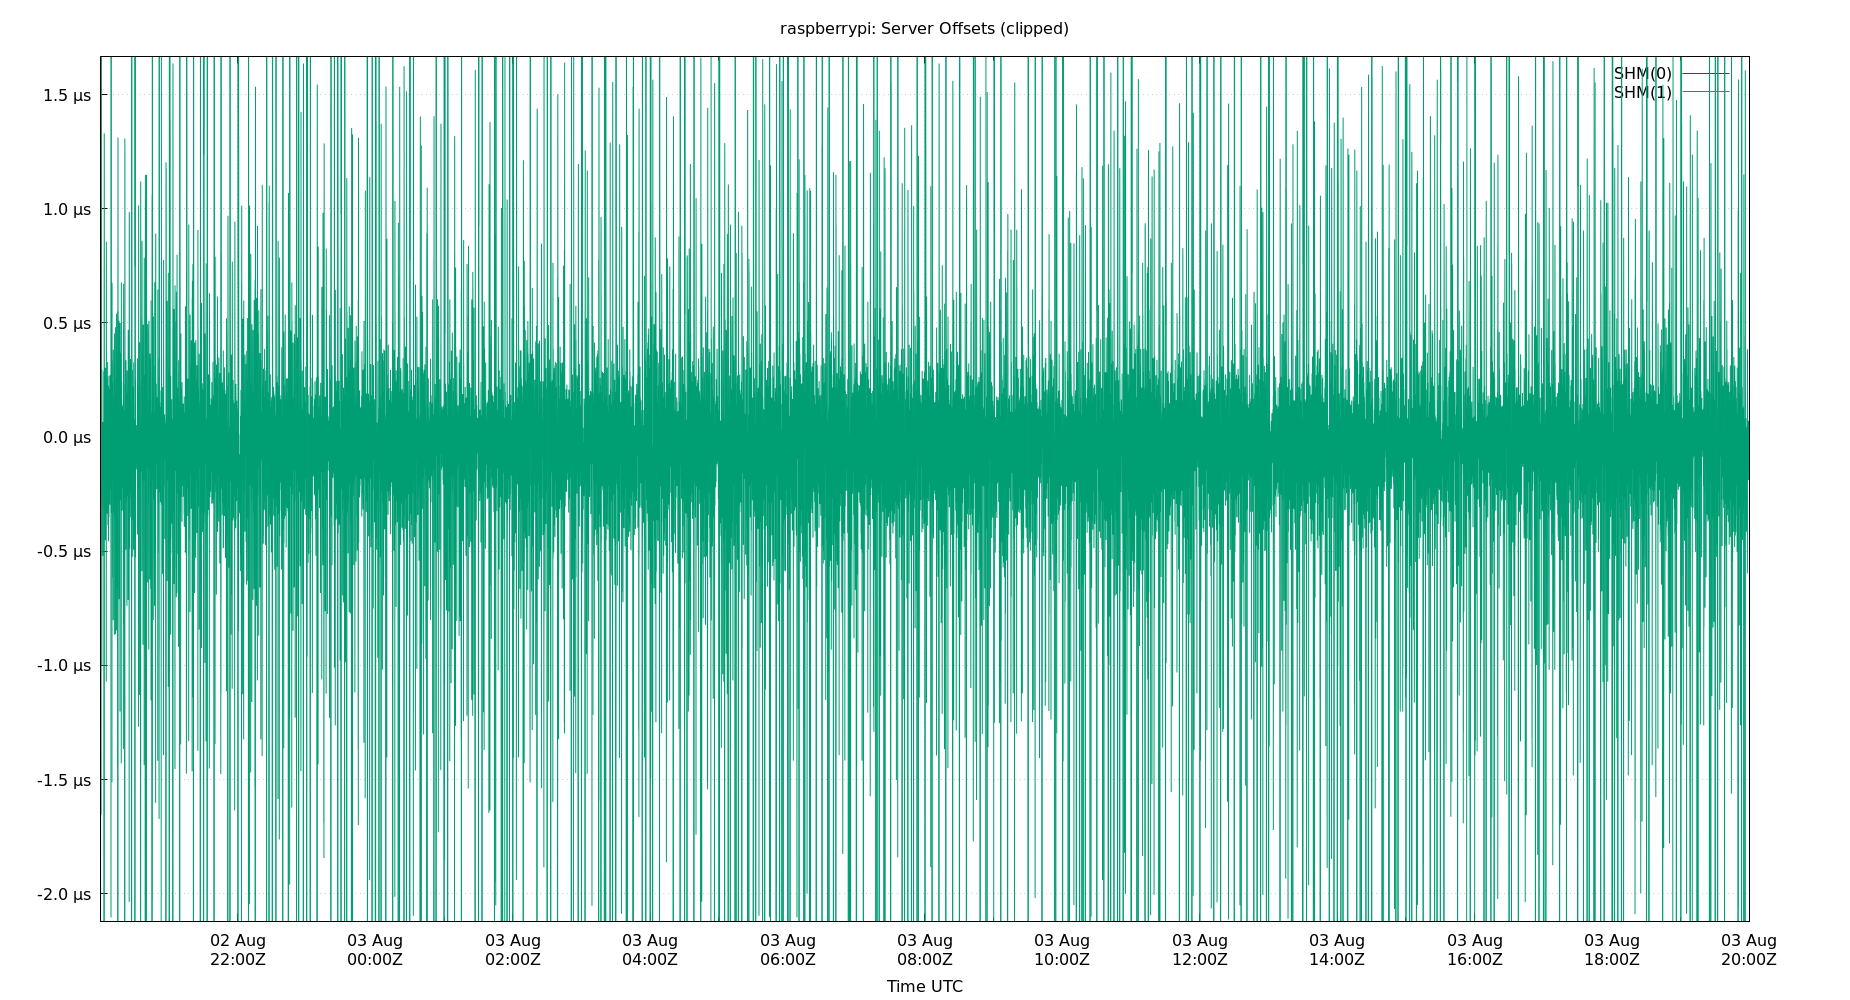 raspberrypi: Server Offsets (clipped)
SHM(0)
SHM(1)
1.5 µs
1.0 µs
0.5 µs
0.0 µs
-0.5 µs
-1.0 µs
-1.5 µs
-2.0 µs
02 Aug 03 Aug 03 Aug 03 Aug 03 Aug 03 Aug 03 Aug 03 Aug 03 Aug 03 Aug 03 Aug 03 Aug
22:00Z 00:00Z 02:00Z 04:00Z 06:00Z 08:00Z 10:00Z 12:00Z 14:00Z 16:00Z 18:00Z 20:00Z
Time UTC